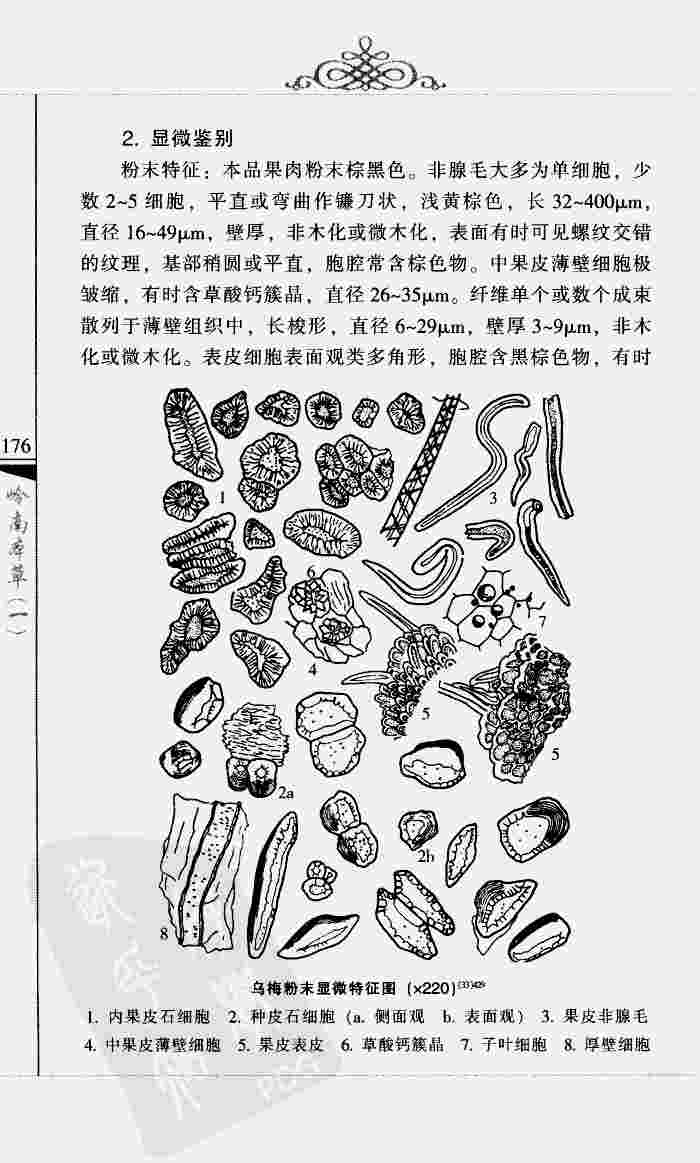 2. 显微鉴别
粉末特征：本品果肉粉末棕黑色。非腺毛大多为单细胞，少
数 2~5 细胞，平直或弯曲作镰刀状，浅黄棕色，长 32~400μm，
直径 16~49μm，壁厚，非木化或微木化，表面有时可见螺纹交错
的纹理，基部稍圆或平直，胞腔常含棕色物。中果皮薄壁细胞极
皱缩，有时含草酸钙簇晶，直径 26~35μm。纤维单个或数个成束
散列于薄壁组织中，长梭形，直径 6~29μm，壁厚 3~9μm，非木
化或微木化。表皮细胞表面观类多角形，胞腔含黑棕色物，有时
176
岭南本草（一）
1
3
6
7
4
5
5
2a
2b
8
乌梅粉末显微特征图（×220）[33]429
1. 内果皮石细胞 2. 种皮石细胞（a. 侧面观 b. 表面观） 3. 果皮非腺毛
4. 中果皮薄壁细胞 5. 果皮表皮 6. 草酸钙簇晶 7. 子叶细胞 8. 厚壁细胞